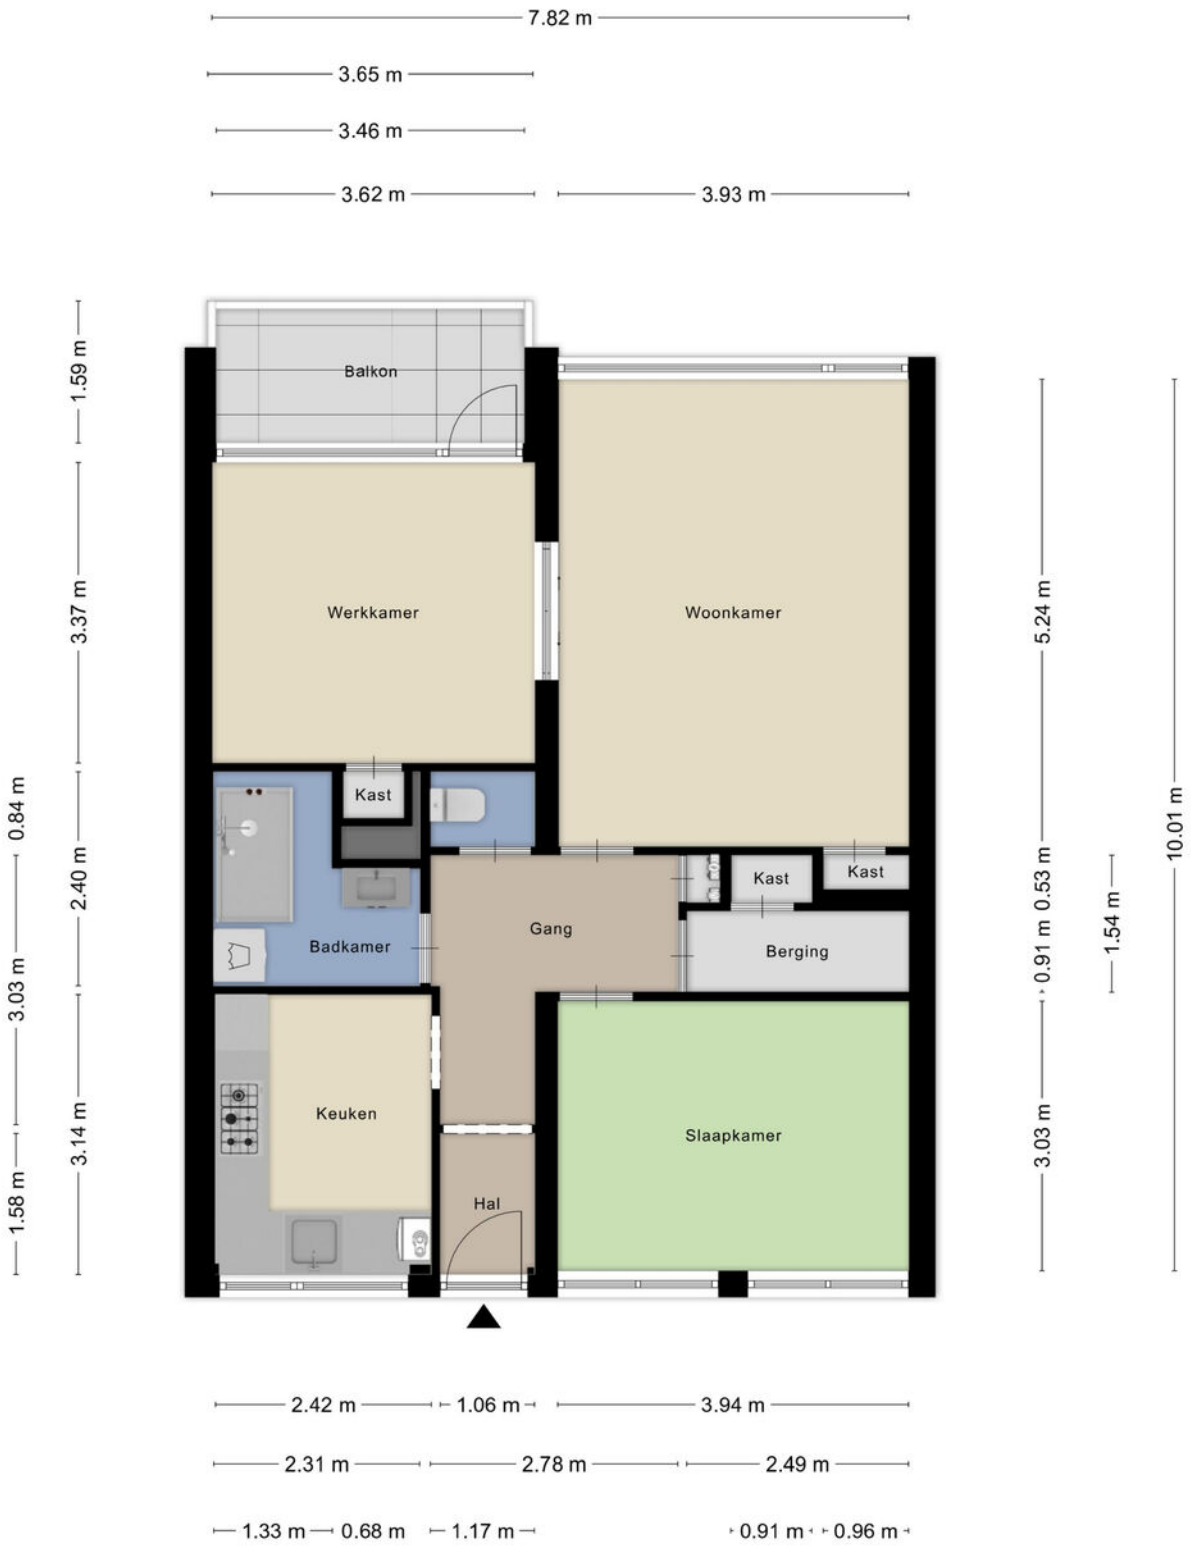 7.82 m
3.65 m
3.46 m
3.62 m
3.93 m
1.59 m
Balkon
3.37 m
Werkkamer
Woonkamer
5.24 m
10.01 m
0.84 m
2.40 m
Kast
Kast
Kast
0.53 m
Gang
Badkamer
Berging
0.91 m
1.54 m
3.03 m
3.14 m
Keuken
Slaapkamer
3.03 m
1.58 m
Hal
2.42 m
1.06 m
3.94 m
2.31 m
2.78 m
2.49 m
1.33 m
0.68 m
1.17 m
0.91 m
0.96 m